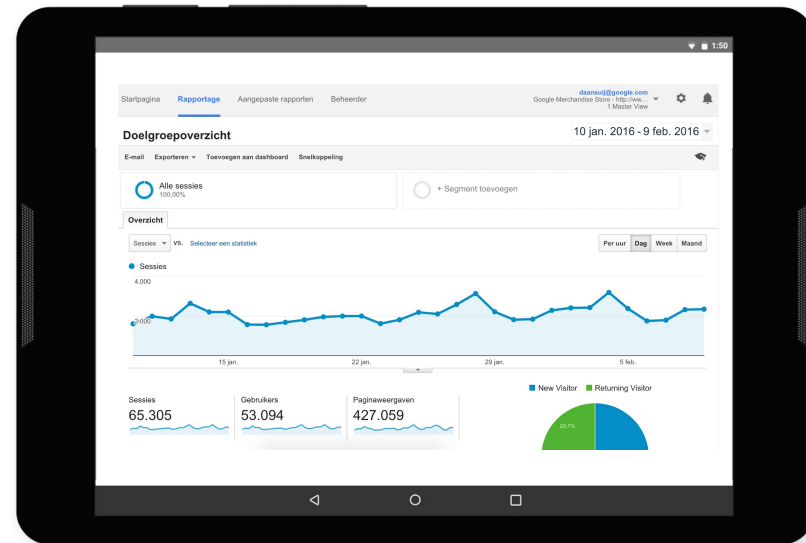 1:50
daansuij@google.com
Startpagina Rapportage Aangepaste rapporten Beheerder Google Merchandise Store - http://ww...
1 Master View
Doelgroepoverzicht 10 jan. 2016 - 9 feb. 2016
E-mail Exporteren Toevoegen aan dashboard Snelkoppeling
Alle sessies
100,00%
+ Segment toevoegen
Overzicht
Sessies vs. Selecteer een statistiek Per uur Dag Week Maand
Sessies
4.000
2.000
15 jan. 22 jan. 29 jan. 5 feb.
New Visitor Returning Visitor
Sessies Gebruikers Paginaweergaven
65.305 53.094 427.059
23,1%